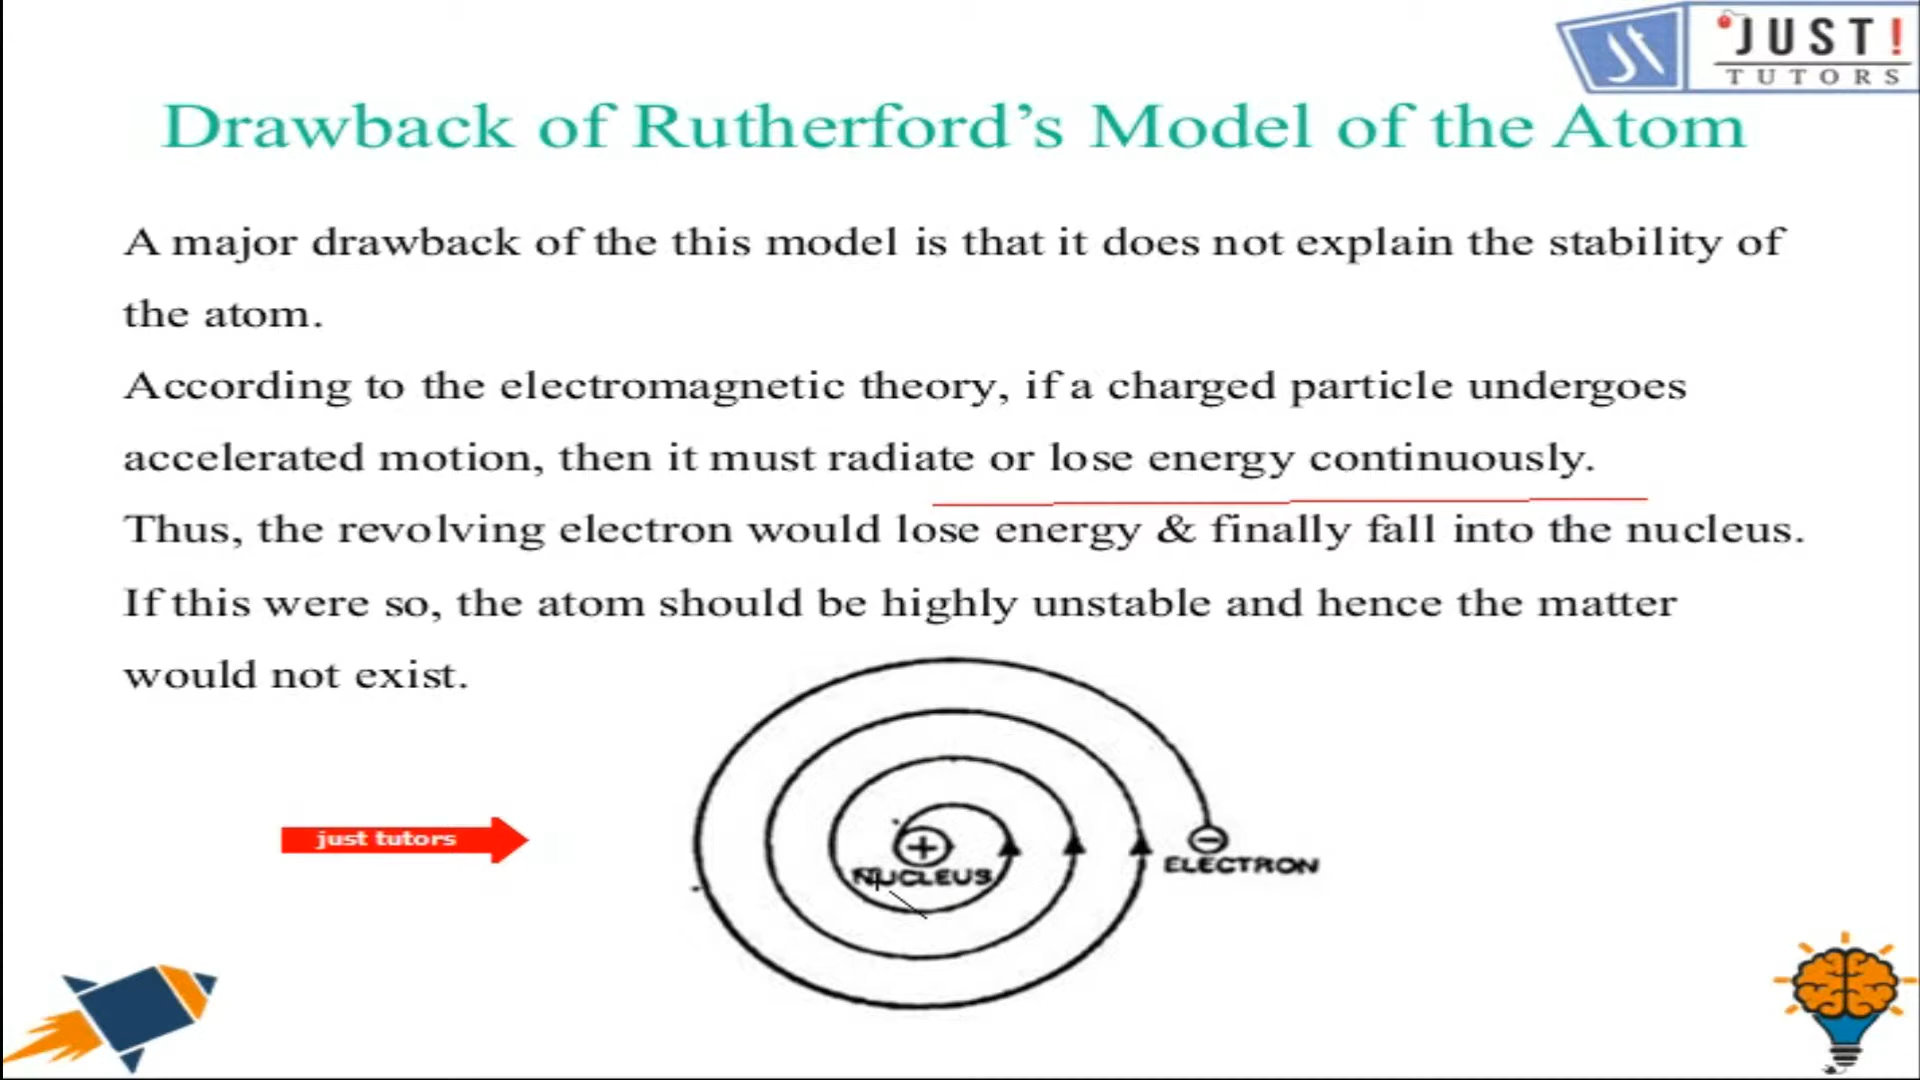 JUST!
TUTORS
Drawback of Rutherford's Model of the Atom
A major drawback of the this model is that it does not explain the stability of
the atom.
According to the electromagnetic theory, if a charged particle undergoes
accelerated motion, then it must radiate or lose energy continuously.
Thus, the revolving electron would lose energy & finally fall into the nucleus.
If this were so, the atom should be highly unstable and hence the matter
would not exist.
just tutors
+
NUCLEUS
−
ELECTRON